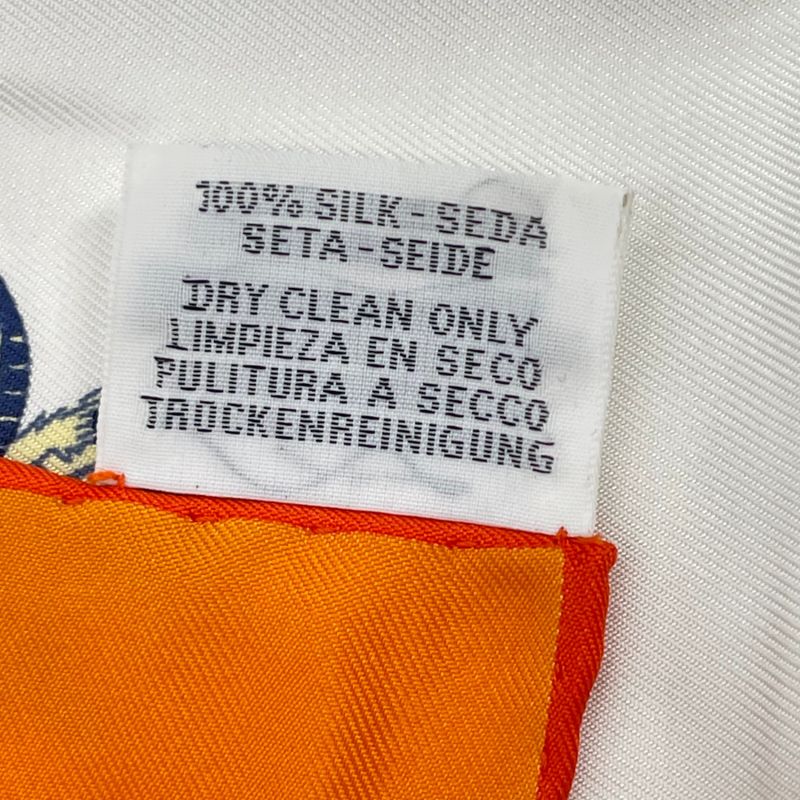 100% SILK - SEDA
SETA - SEIDE
DRY CLEAN ONLY
LIMPIEZA EN SECO
PULITURA A SECCO
TROCKENREINIGUNG